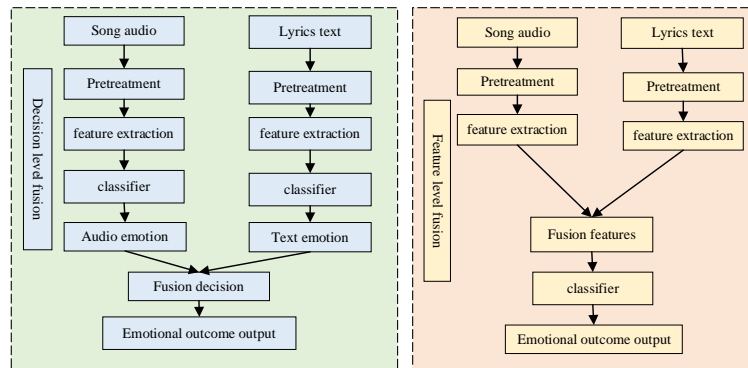 Decision level fusion
Song audio
Pretreatment
feature extraction
classifier
Audio emotion
Lyrics text
Pretreatment
feature extraction
classifier
Text emotion
Fusion decision
Emotional outcome output
Feature level fusion
Song audio
Pretreatment
feature extraction
Lyrics text
Pretreatment
feature extraction
Fusion features
classifier
Emotional outcome output